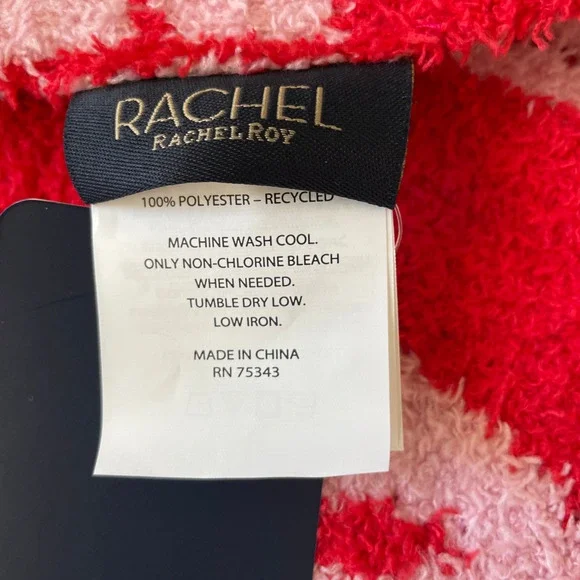 RACHEL
RACHEL ROY
100% POLYESTER – RECYCLED
MACHINE WASH COOL.
ONLY NON-CHLORINE BLEACH
WHEN NEEDED.
TUMBLE DRY LOW.
LOW IRON.
MADE IN CHINA
RN 75343